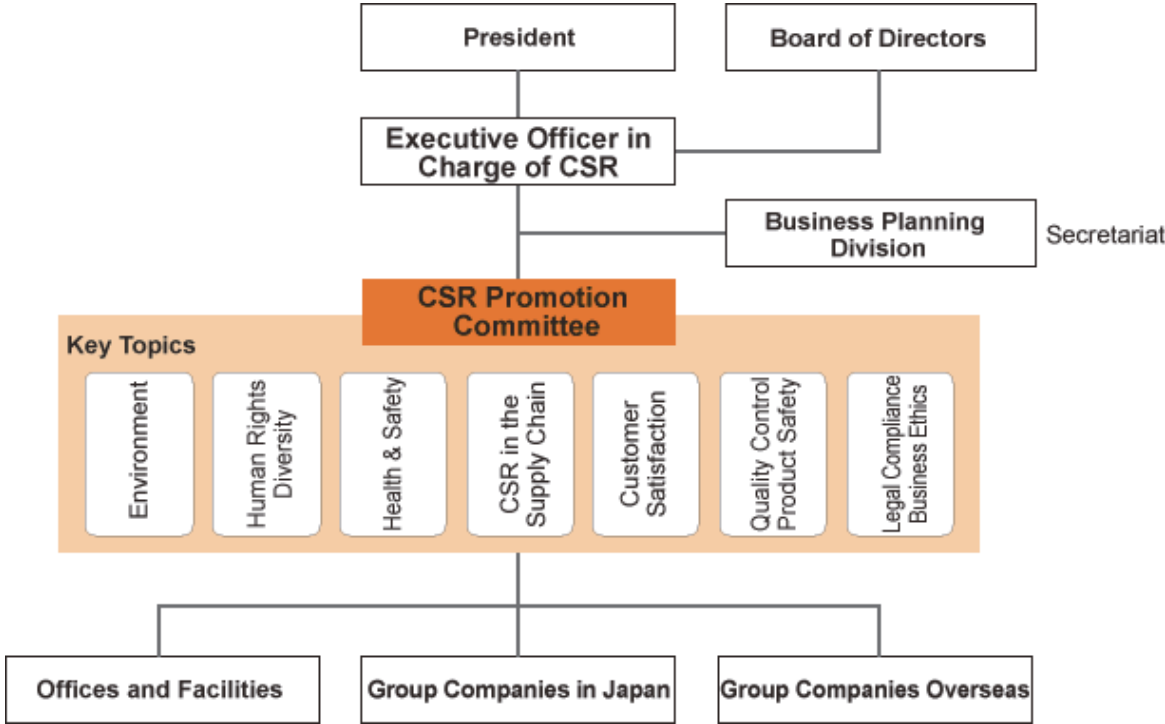 President
Board of Directors
Executive Officer in
Charge of CSR
Business Planning
Division
Secretariat
CSR Promotion
Committee
Key Topics
Environment
Human Rights
Diversity
Health & Safety
CSR in the
Supply Chain
Customer
Satisfaction
Quality Control
Product Safety
Legal Compliance
Business Ethics
Offices and Facilities
Group Companies in Japan
Group Companies Overseas